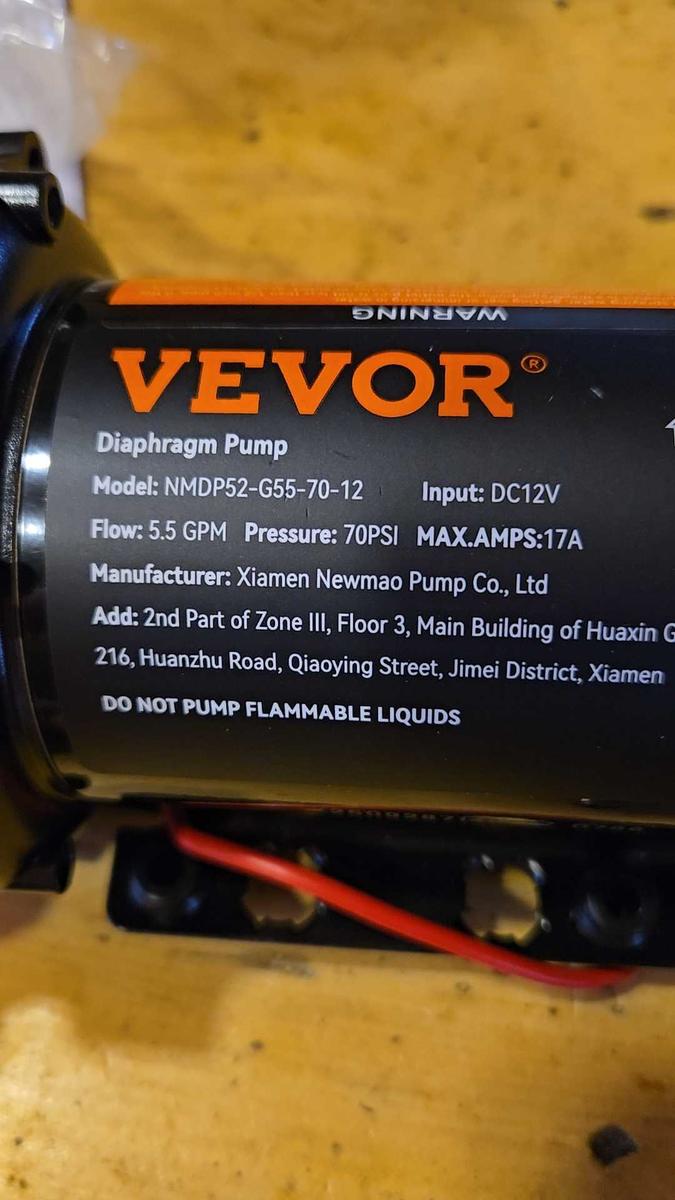 WARNING
VEVOR®
Diaphragm Pump
Model: NMDP52-G55-70-12 Input: DC12V
Flow: 5.5 GPM Pressure: 70PSI MAX.AMPS:17A
Manufacturer: Xiamen Newmao Pump Co., Ltd
Add: 2nd Part of Zone III, Floor 3, Main Building of Huaxin G
216, Huanzhu Road, Qiaoying Street, Jimei District, Xiamen
DO NOT PUMP FLAMMABLE LIQUIDS